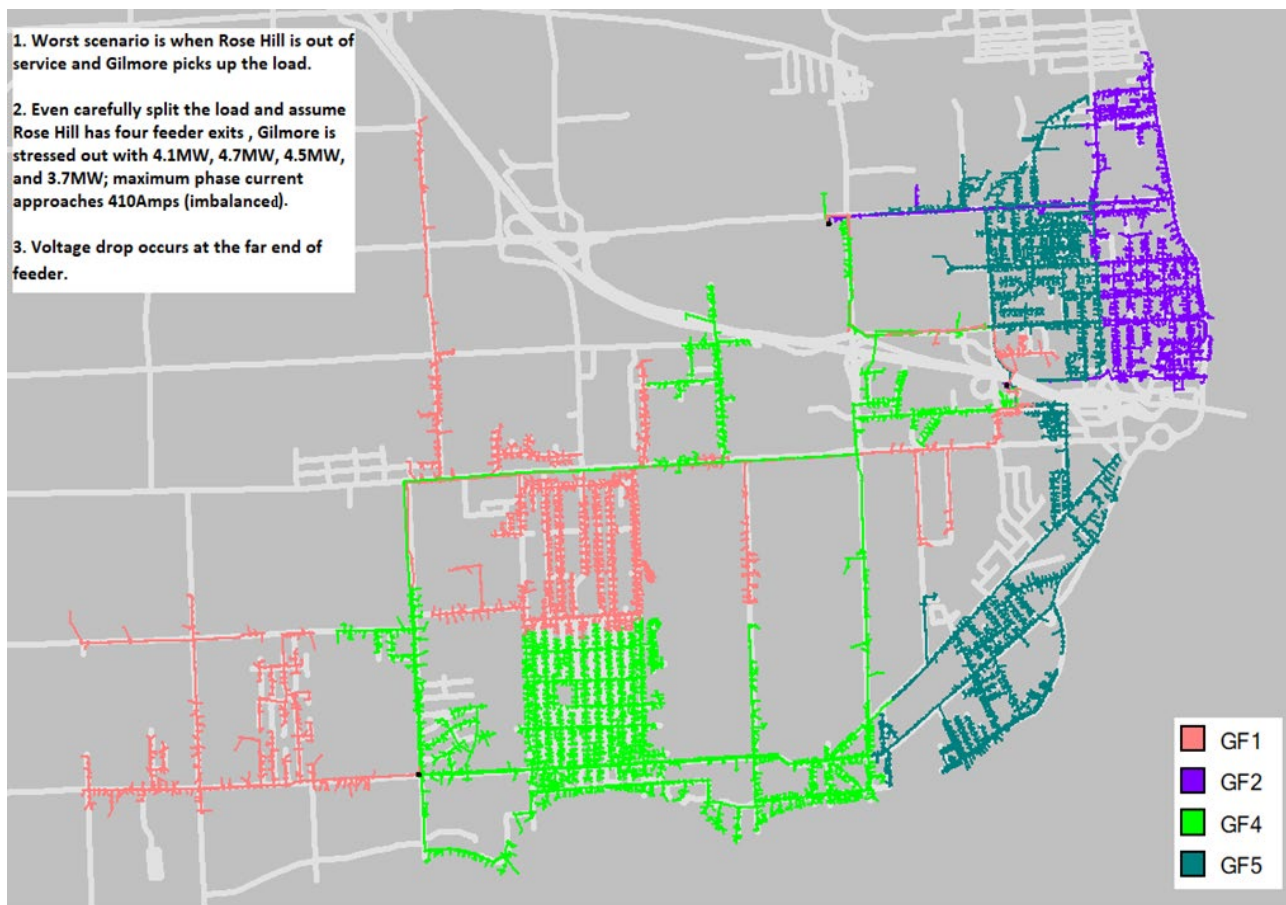 1. Worst scenario is when Rose Hill is out of
service and Gilmore picks up the load.
2. Even carefully split the load and assume
Rose Hill has four feeder exits , Gilmore is
stressed out with 4.1MW, 4.7MW, 4.5MW,
and 3.7MW; maximum phase current
approaches 410Amps (imbalanced).
3. Voltage drop occurs at the far end of
feeder.
GF1
GF2
GF4
GF5